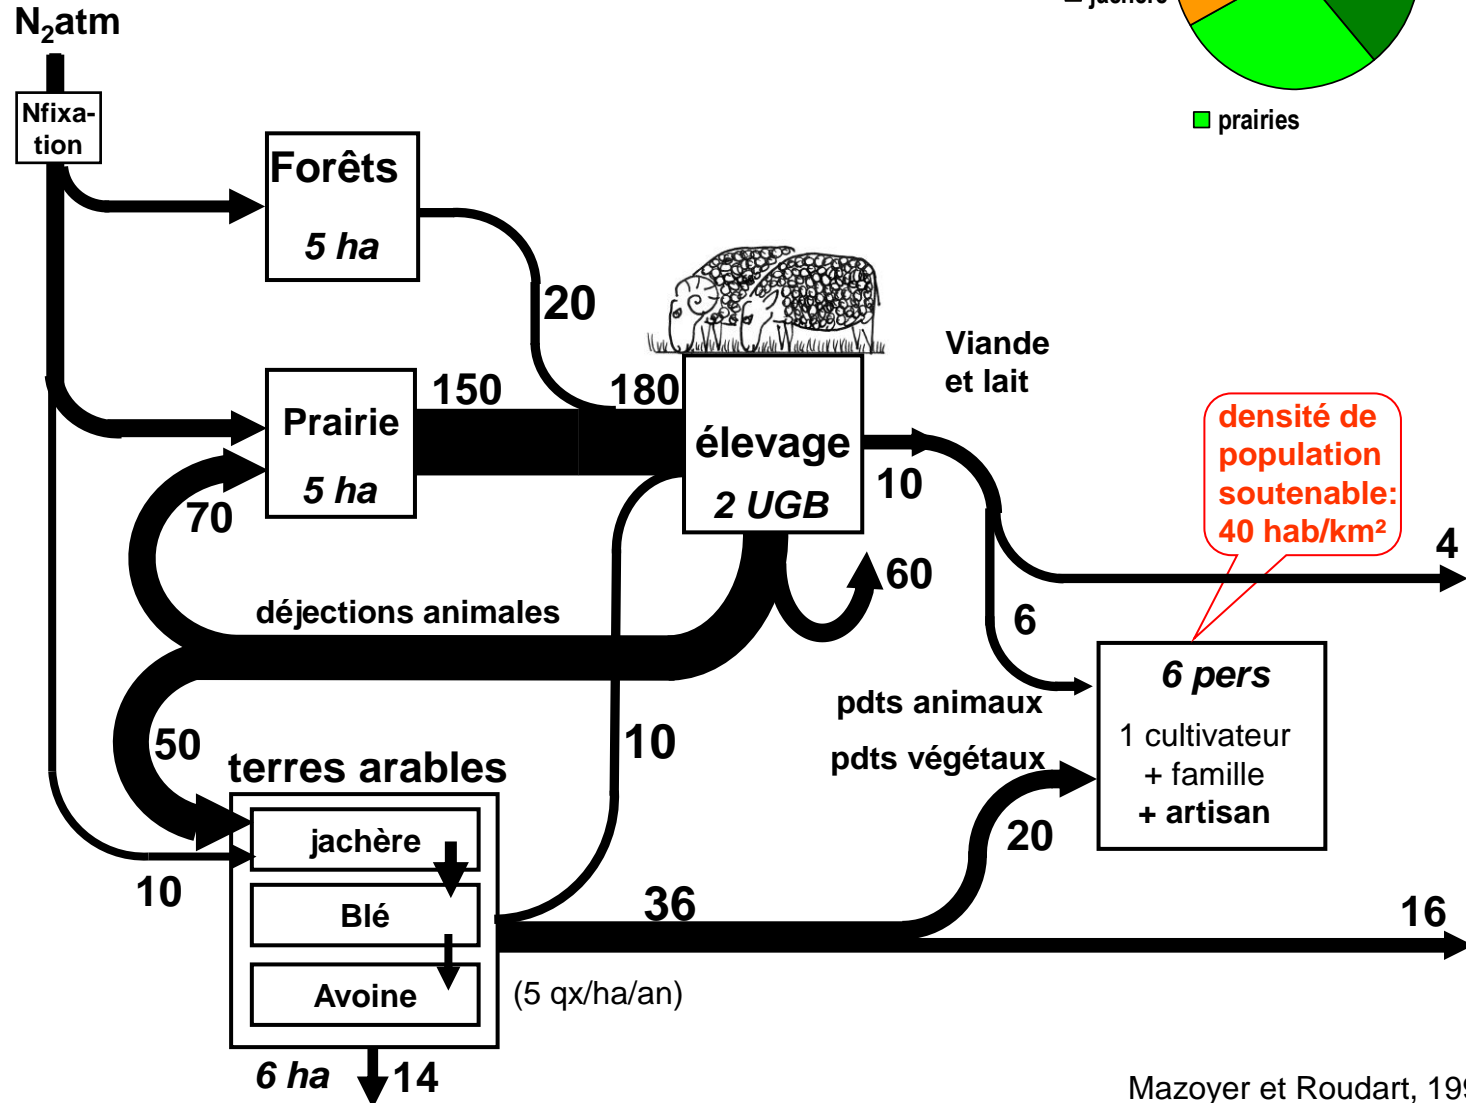 N₂atm
jachère
Nfixa-
tion
prairies
Forêts
5 ha
20
Viande
et lait
150
180
Prairie
5 ha
élevage
2 UGB
10
densité de
population
soutenable:
40 hab/km²
4
70
60
déjections animales
6
6 pers
pdts animaux
1 cultivateur
+ famille
+ artisan
50
10
pdts végétaux
terres arables
20
jachère
10
36
16
Blé
Avoine
(5 qx/ha/an)
6 ha
14
Mazoyer et Roudart, 199